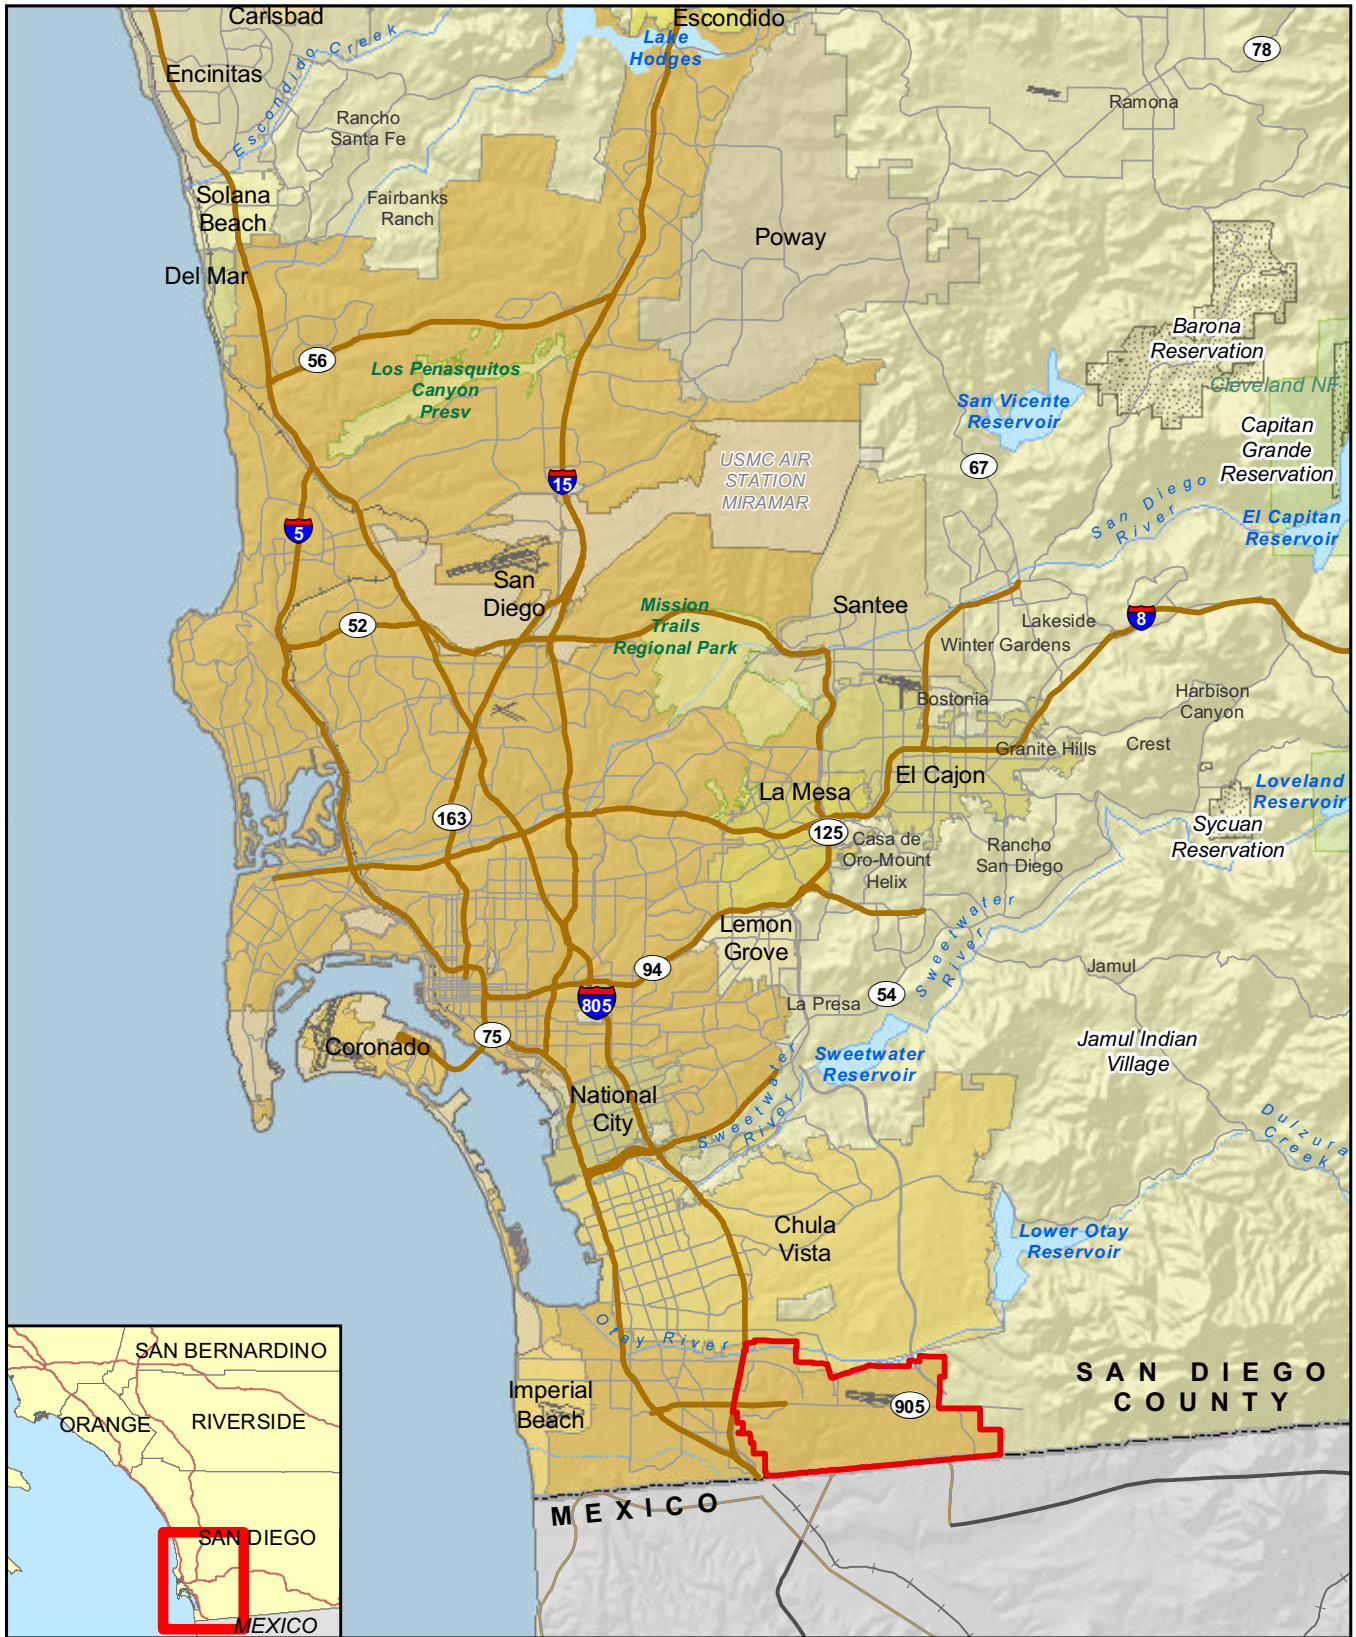 Carlsbad
Escondido
Lake
Hodges
Escondido Creek
Encinitas
78
Ramona
Rancho
Santa Fe
Solana
Beach
Fairbanks
Ranch
Poway
Del Mar
Barona
Reservation
56
Los Penasquitos
Canyon
Presv
Cleveland NF
San Vicente
Reservoir
Capitan
Grande
Reservation
USMC AIR
STATION
MIRAMAR
67
15
San Diego
River
El Capitan
Reservoir
5
San
Diego
Mission
Trails
Regional Park
Santee
52
Lakeside
8
Winter Gardens
Bostonia
Harbison
Canyon
Granite Hills
Crest
El Cajon
La Mesa
Loveland
Reservoir
163
125
Casa de
Oro-Mount
Helix
Rancho
San Diego
Sycuan
Reservation
Sweetwater
River
Lemon
Grove
94
Jamul
54
La Presa
805
75
Coronado
Sweetwater
Reservoir
Jamul Indian
Village
National
City
Sweetwater
River
Dulzura
Creek
Chula
Vista
Lower Otay
Reservoir
Otay River
Imperial
Beach
905
SAN DIEGO
COUNTY
MEXICO
SAN BERNARDINO
ORANGE
RIVERSIDE
SAN DIEGO
MEXICO